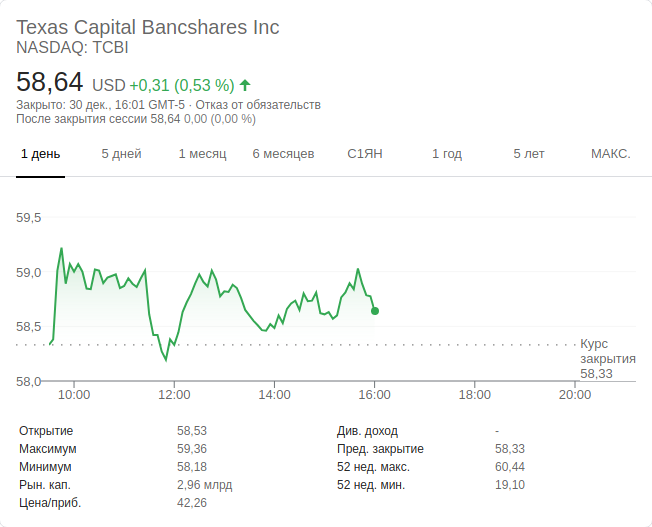 Texas Capital Bancshares Inc
NASDAQ: TCBI
58,64 USD +0,31 (0,53 %)
Закрыто: 30 дек., 16:01 GMT-5 · Отказ от обязательств
После закрытия сессии 58,64 0,00 (0,00 %)
1 день 5 дней 1 месяц 6 месяцев С1ЯН 1 год 5 лет МАКС.
59,5
59,0
58,5
Курс
закрытия
58,33
58,0
10:00 12:00 14:00 16:00 18:00 20:00
Открытие 58,53 Див. доход -
Максимум 59,36 Пред. закрытие 58,33
Минимум 58,18 52 нед. макс. 60,44
Рын. кап. 2,96 млрд 52 нед. мин. 19,10
Цена/приб. 42,26